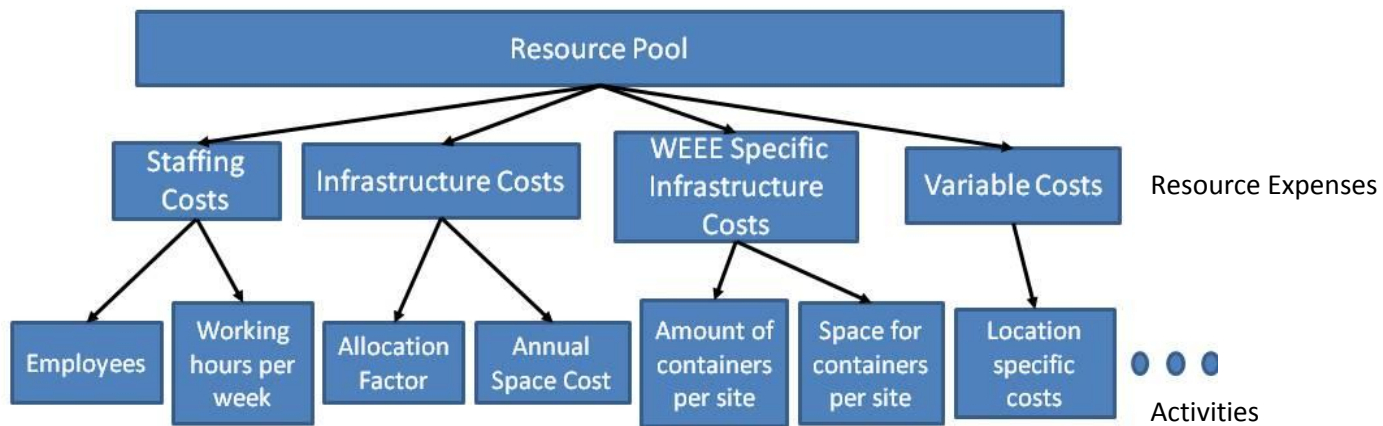 Resource Pool
Staffing
Costs
Infrastructure Costs
WEEE Specific
Infrastructure
Costs
Variable Costs
Resource Expenses
Employees
Working
hours per
week
Allocation
Factor
Annual
Space Cost
Amount of
containers
per site
Space for
containers
per site
Location
specific
costs
Activities